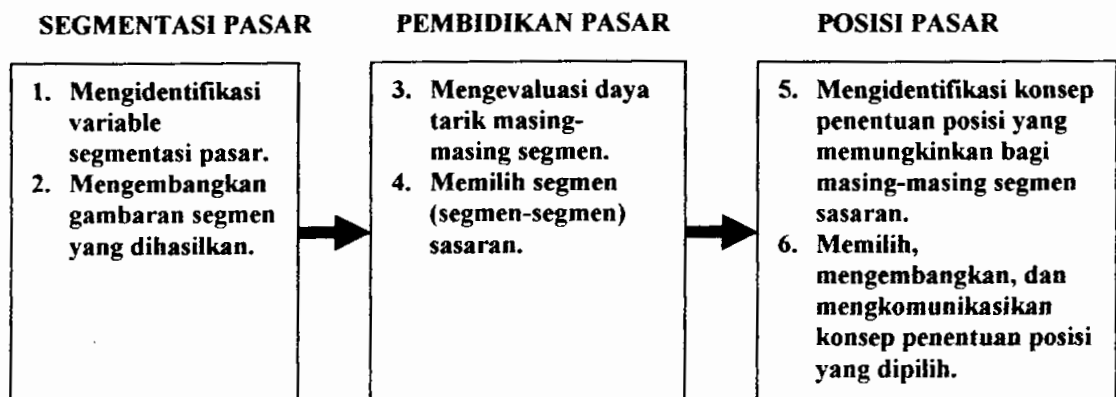 SEGMENTASI PASAR
1. Mengidentifikasi
variable
segmentasi pasar.
2. Mengembangkan
gambaran segmen
yang dihasilkan.
PEMBIDIKAN PASAR
3. Mengevaluasi daya
tarik masing-
masing segmen.
4. Memilih segmen
(segmen-segmen)
sasaran.
POSISI PASAR
5. Mengidentifikasi konsep
penentuan posisi yang
memungkinkan bagi
masing-masing segmen
sasaran.
6. Memilih,
mengembangkan, dan
mengkomunikasikan
konsep penentuan posisi
yang dipilih.